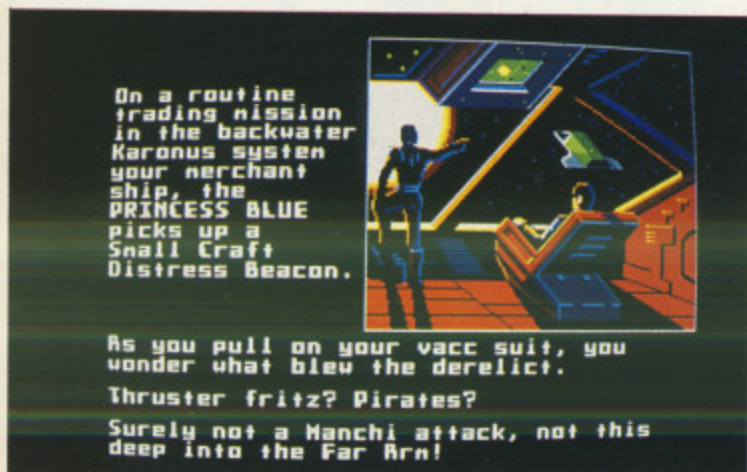 On a routine
trading mission
in the backwater
Karonus system
your merchant
ship, the
PRINCESS BLUE
picks up a
Small Craft
Distress Beacon.
As you pull on your vacc suit, you
wonder what blew the derelict.
Thruster fritz? Pirates?
Surely not a Manchi attack, not this
deep into the Far Arm!